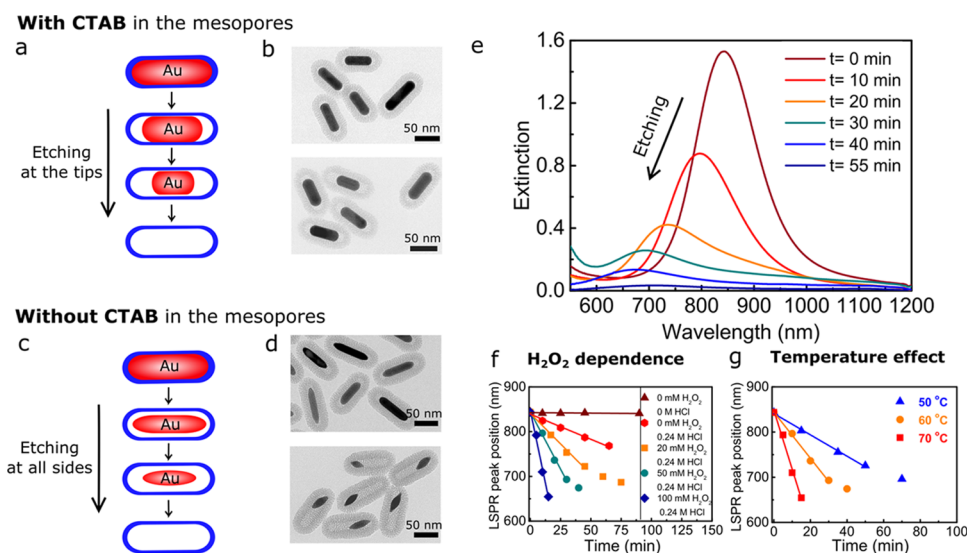 With CTAB in the mesopores
a
Au
Au
Au
Etching
at the tips
b
50 nm
50 nm
Without CTAB in the mesopores
c
Au
Au
Au
Etching
at all sides
d
50 nm
50 nm
e
Extinction
1.6
1.2
0.8
0.4
0.0
600 700 800 900 1000 1100 1200
Wavelength (nm)
Etching
t= 0 min
t= 10 min
t= 20 min
t= 30 min
t= 40 min
t= 55 min
f H₂O₂ dependence
LSPR peak position (nm)
900
800
700
600
0 25 50 75 100 125 150
Time (min)
0 mM H₂O₂
0 M HCl
0 mM H₂O₂
0.24 M HCl
20 mM H₂O₂
0.24 M HCl
50 mM H₂O₂
0.24 M HCl
100 mM H₂O₂
0.24 M HCl
g Temperature effect
LSPR peak position (nm)
900
800
700
600
0 20 40 60 80 100
Time (min)
50 °C
60 °C
70 °C